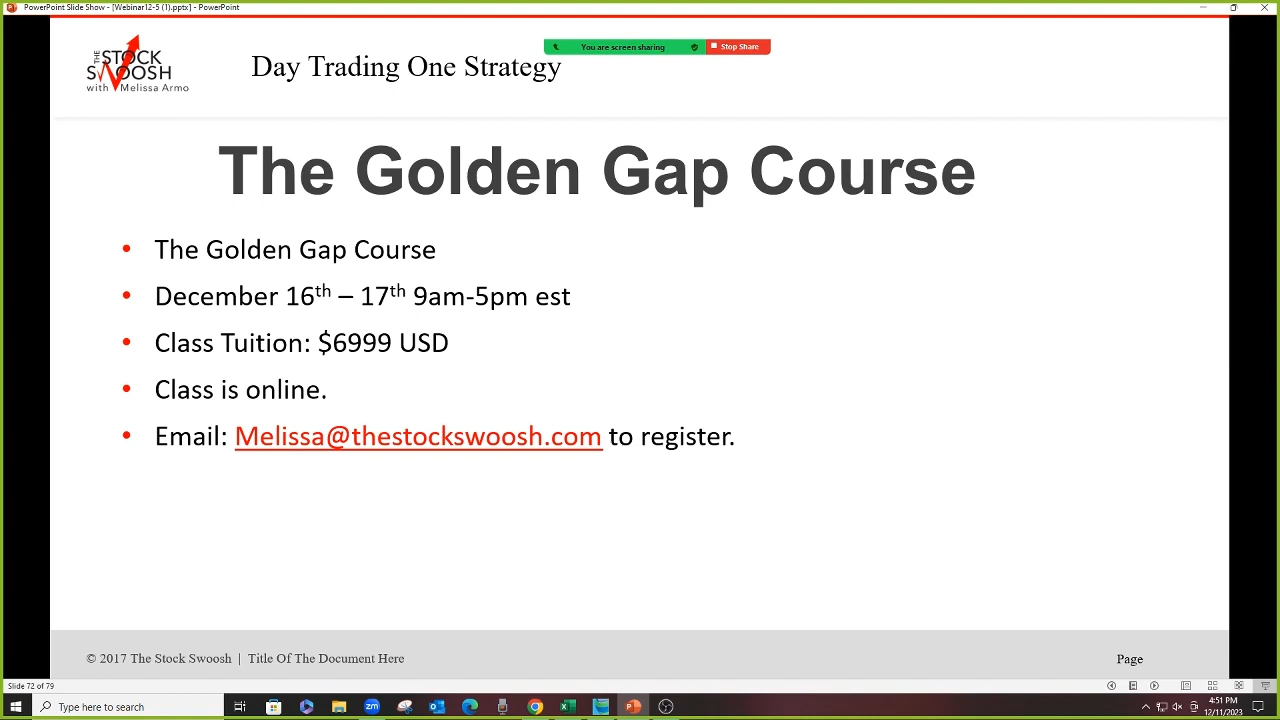 PowerPoint Slide Show - [Webinar12-5 (1).pptx] - PowerPoint
You are screen sharing
Stop Share
THE STOCK
SWOOSH
with Melissa Armo
Day Trading One Strategy
The Golden Gap Course
• The Golden Gap Course
• December 16th – 17th 9am-5pm est
• Class Tuition: $6999 USD
• Class is online.
• Email: Melissa@thestockswoosh.com to register.
© 2017 The Stock Swoosh | Title Of The Document Here
Page
Slide 72 of 79
Type here to search
zm
4:51 PM
12/11/2023